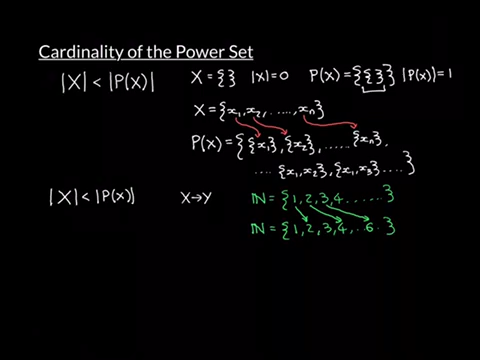 Cardinality of the Power Set
|X| < |P(X)| X = { } |X| = 0 P(X) = {{ }} |P(X)| = 1
X = {x₁, x₂, ....., xₙ}
P(X) = {{x₁}, {x₂}, ...... {xₙ},
.... {x₁, x₂}, {x₁, x₃} .... }
|X| < |P(X)| X → Y ℕ = {1, 2, 3, 4, ....... }
ℕ = {1, 2, 3, 4, .. 6 .. }